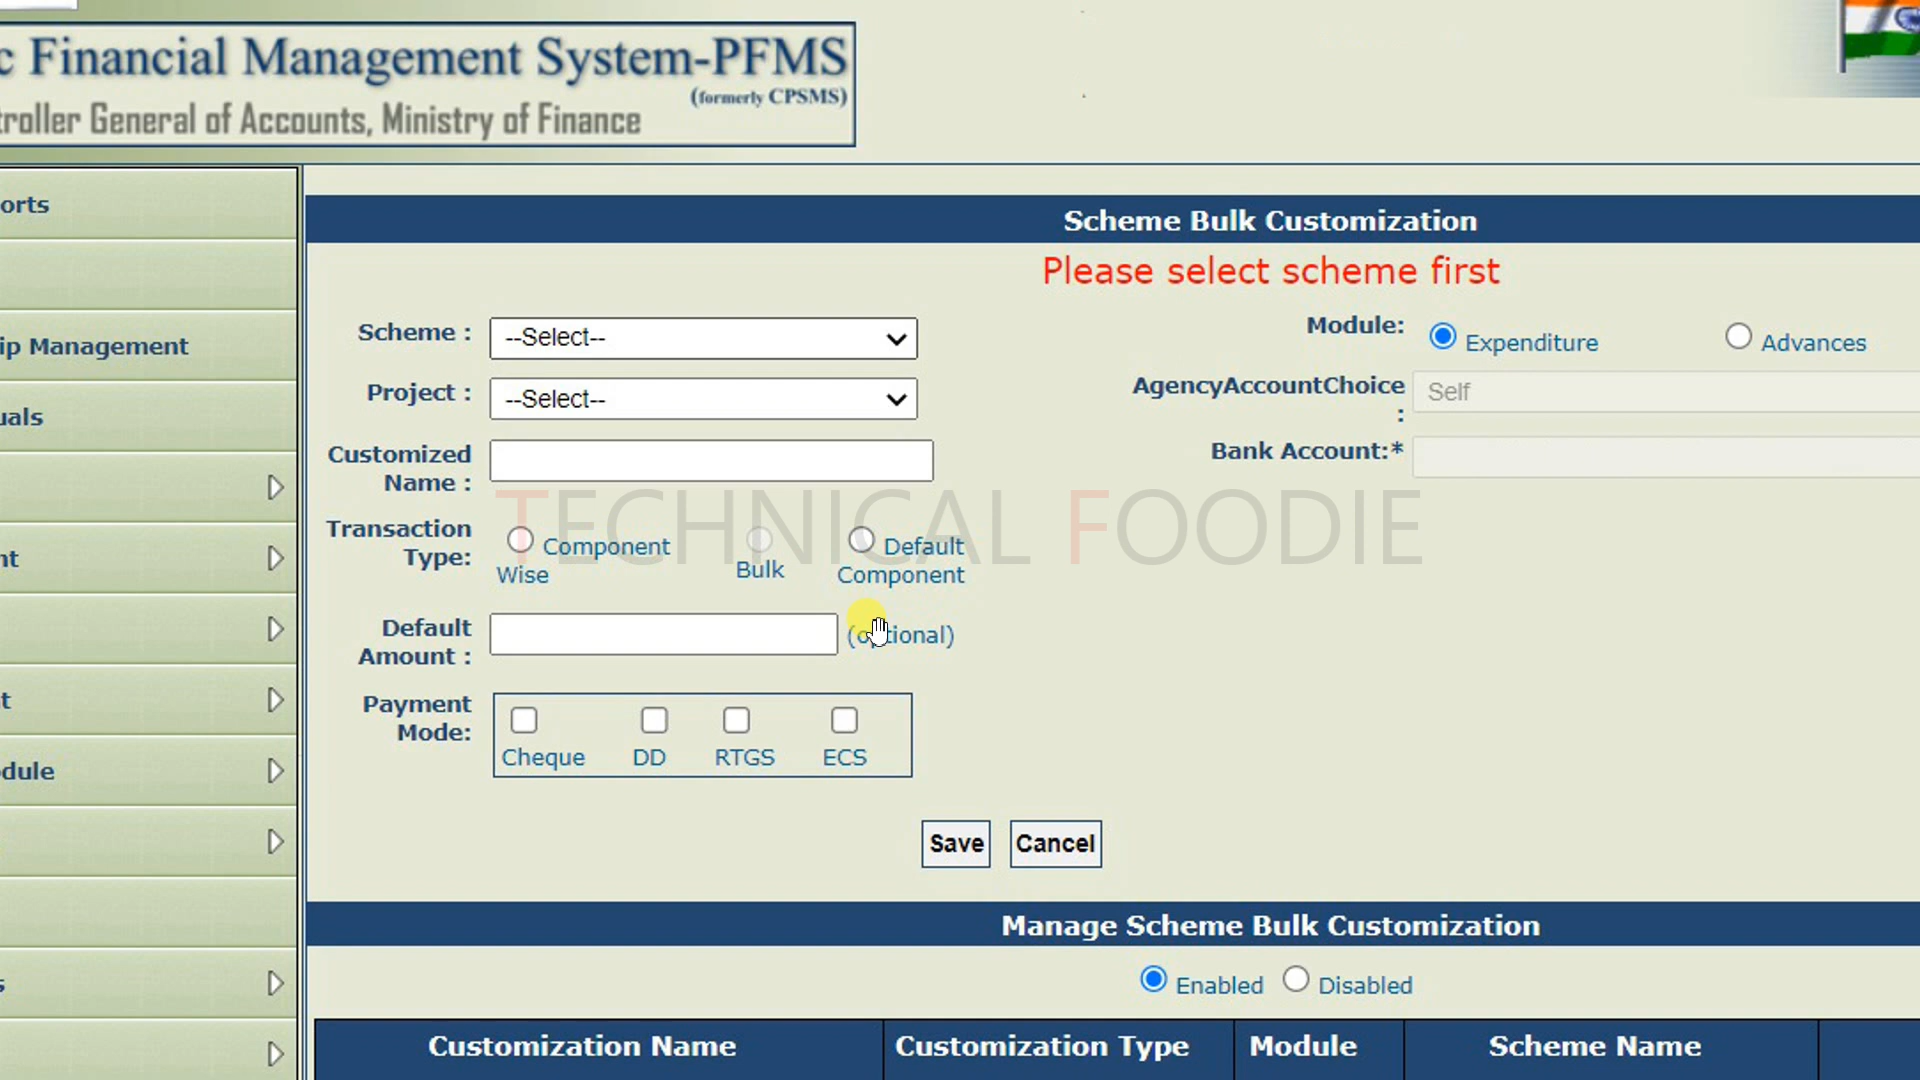 c Financial Management System-PFMS
(formerly CPSMS)
troller General of Accounts, Ministry of Finance
orts
ip Management
uals
nt
t
dule
s
Scheme Bulk Customization
Please select scheme first
Scheme : --Select--
Module: Expenditure Advances
Project : --Select--
AgencyAccountChoice : Self
Customized Name :
Bank Account:*
TECHNICAL FOODIE
Transaction Type: Component Wise Bulk Default Component
Default Amount : (optional)
Payment Mode: Cheque DD RTGS ECS
Save Cancel
Manage Scheme Bulk Customization
Enabled Disabled
Customization Name Customization Type Module Scheme Name